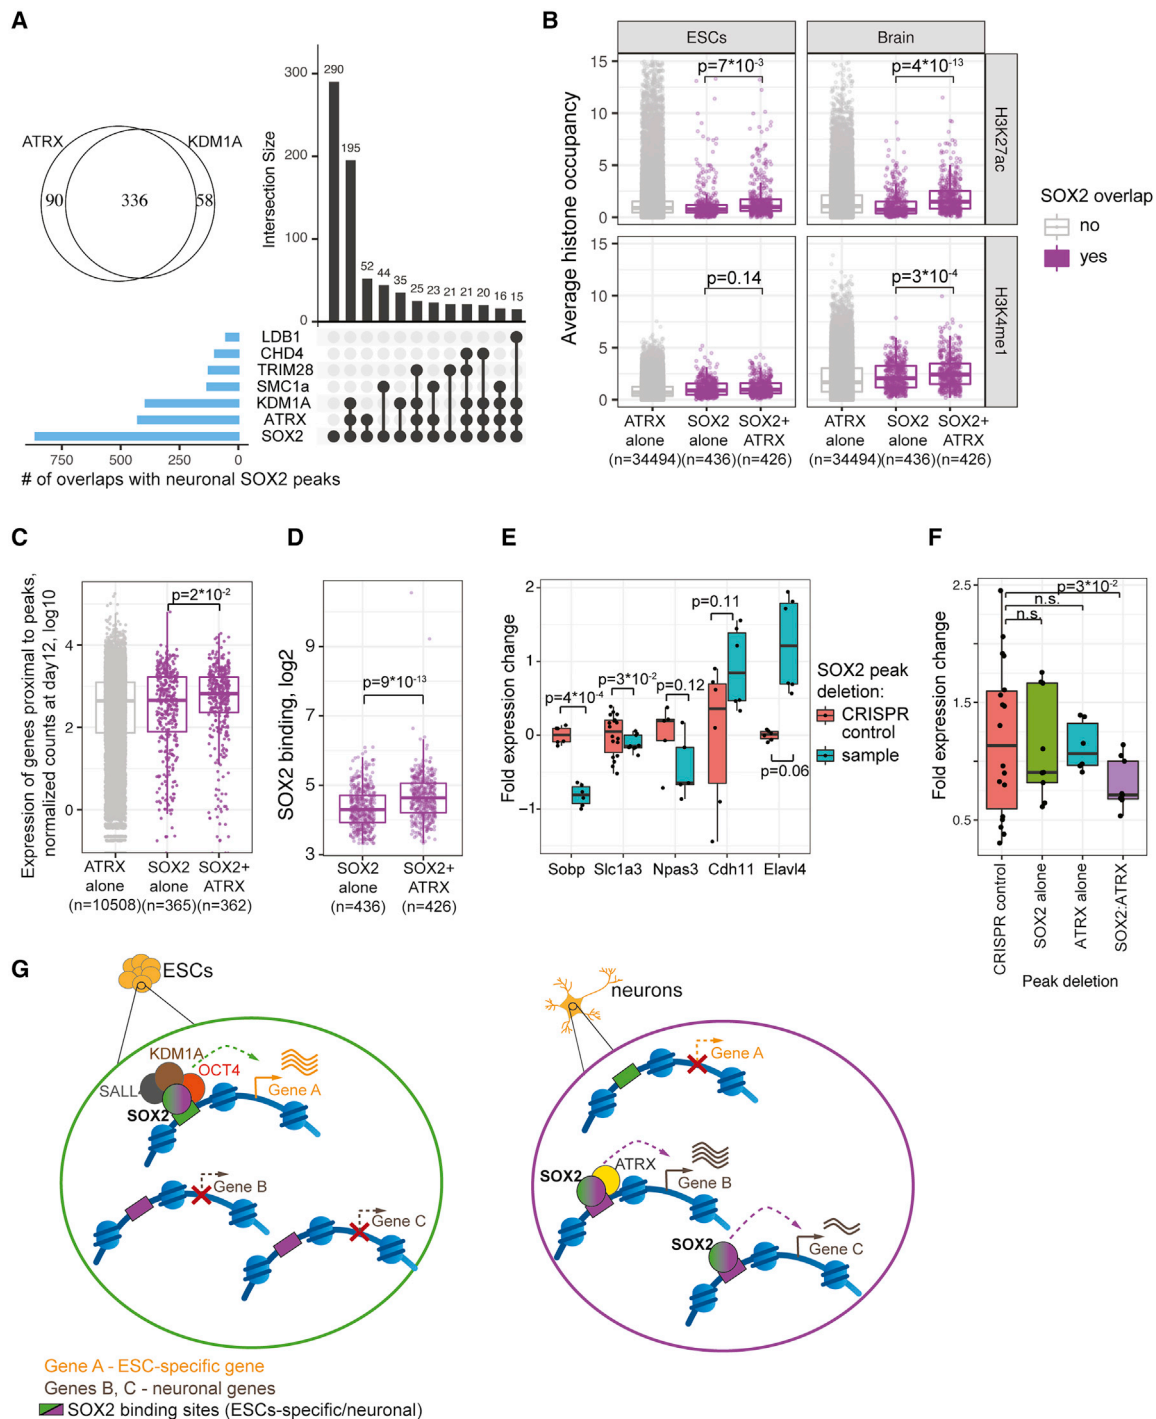 A
ATRX
KDM1A
90
336
58
Intersection Size
300
200
100
0
290
195
52
44
35
25
23
21
21
20
16
15
LDB1
CHD4
TRIM28
SMC1a
KDM1A
ATRX
SOX2
750
500
250
0
# of overlaps with neuronal SOX2 peaks
B
ESCs
Brain
Average histone occupancy
15
10
5
0
p=7*10-3
p=4*10-13
H3K27ac
15
10
5
0
p=0.14
p=3*10-4
H3K4me1
ATRX alone (n=34494)
SOX2 alone (n=436)
SOX2+ ATRX (n=426)
ATRX alone (n=34494)
SOX2 alone (n=436)
SOX2+ ATRX (n=426)
SOX2 overlap
no
yes
C
Expression of genes proximal to peaks,
normalized counts at day12, log10
4
2
0
p=2*10-2
ATRX alone (n=10508)
SOX2 alone (n=365)
SOX2+ ATRX (n=362)
D
SOX2 binding, log2
9
7
5
3
p=9*10-13
SOX2 alone (n=436)
SOX2+ ATRX (n=426)
E
Fold expression change
2
1
0
−1
p=4*10-4
p=3*10-2
p=0.12
p=0.11
p=0.06
Sobp
Slc1a3
Npas3
Cdh11
Elavl4
SOX2 peak
deletion:
CRISPR
control
sample
F
Fold expression change
2.5
1.5
0.5
p=3*10-2
n.s.
n.s.
CRISPR control
SOX2 alone
ATRX alone
SOX2:ATRX
Peak deletion
G
ESCs
KDM1A
OCT4
SALL
SOX2
Gene A
Gene B
Gene C
neurons
Gene A
SOX2
ATRX
Gene B
SOX2
Gene C
Gene A - ESC-specific gene
Genes B, C - neuronal genes
SOX2 binding sites (ESCs-specific/neuronal)